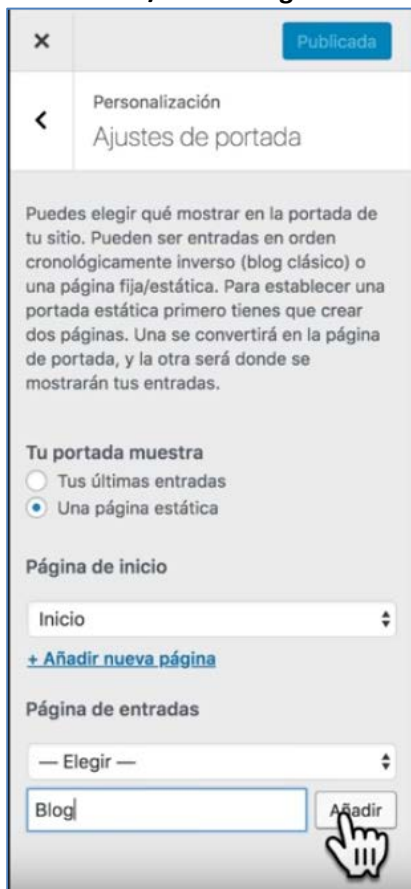 Publicada
Personalización
Ajustes de portada
Puedes elegir qué mostrar en la portada de
tu sitio. Pueden ser entradas en orden
cronológicamente inverso (blog clásico) o
una página fija/estática. Para establecer una
portada estática primero tienes que crear
dos páginas. Una se convertirá en la página
de portada, y la otra será donde se
mostrarán tus entradas.
Tu portada muestra
Tus últimas entradas
Una página estática
Página de inicio
Inicio
+ Añadir nueva página
Página de entradas
— Elegir —
Blog
Añadir